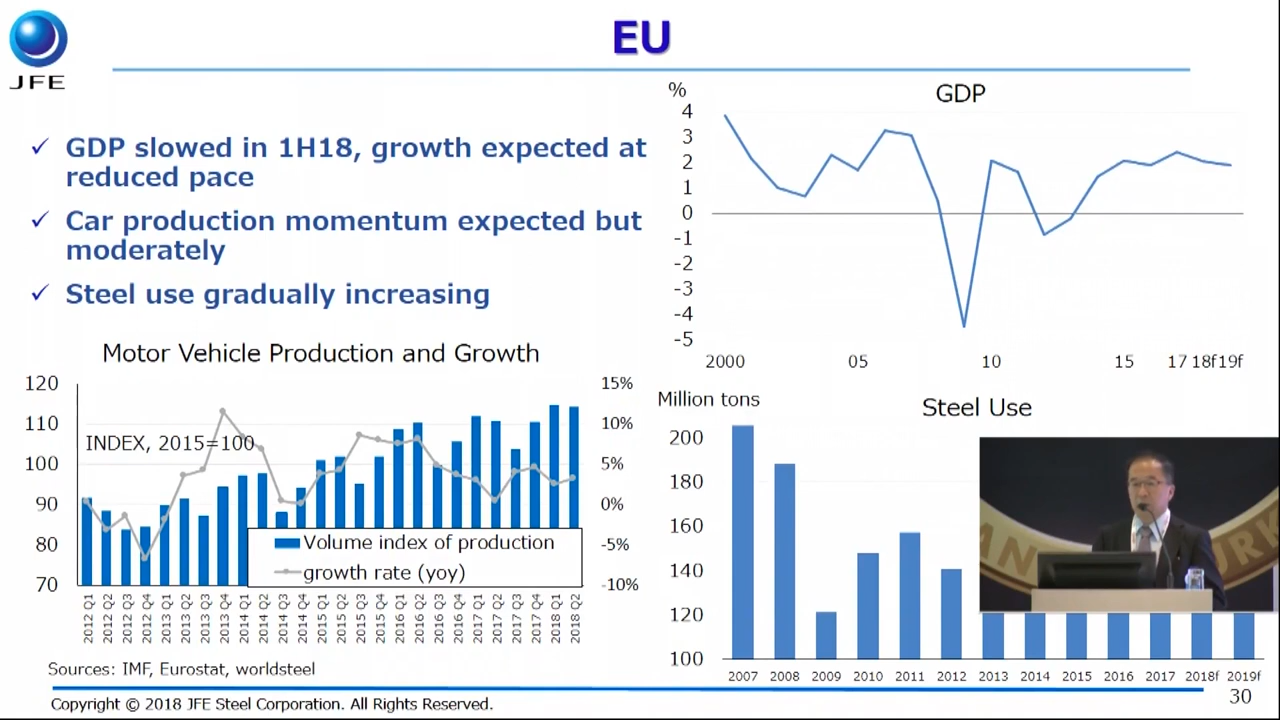 JFE
EU
GDP slowed in 1H18, growth expected at
reduced pace
Car production momentum expected but
moderately
Steel use gradually increasing
%
GDP
4
3
2
1
0
-1
-2
-3
-4
-5
2000 05 10 15 17 18f 19f
Motor Vehicle Production and Growth
120
110
100
90
80
70
INDEX, 2015=100
15%
10%
5%
0%
-5%
-10%
Volume index of production
growth rate (yoy)
2012 Q1
2012 Q2
2012 Q3
2012 Q4
2013 Q1
2013 Q2
2013 Q3
2013 Q4
2014 Q1
2014 Q2
2014 Q3
2014 Q4
2015 Q1
2015 Q2
2015 Q3
2015 Q4
2016 Q1
2016 Q2
2016 Q3
2016 Q4
2017 Q1
2017 Q2
2017 Q3
2017 Q4
2018 Q1
2018 Q2
Million tons
Steel Use
200
180
160
140
120
100
2007 2008 2009 2010 2011 2012 2013 2014 2015 2016 2017 2018f 2019f
Sources: IMF, Eurostat, worldsteel
Copyright © 2018 JFE Steel Corporation. All Rights Reserved.
30